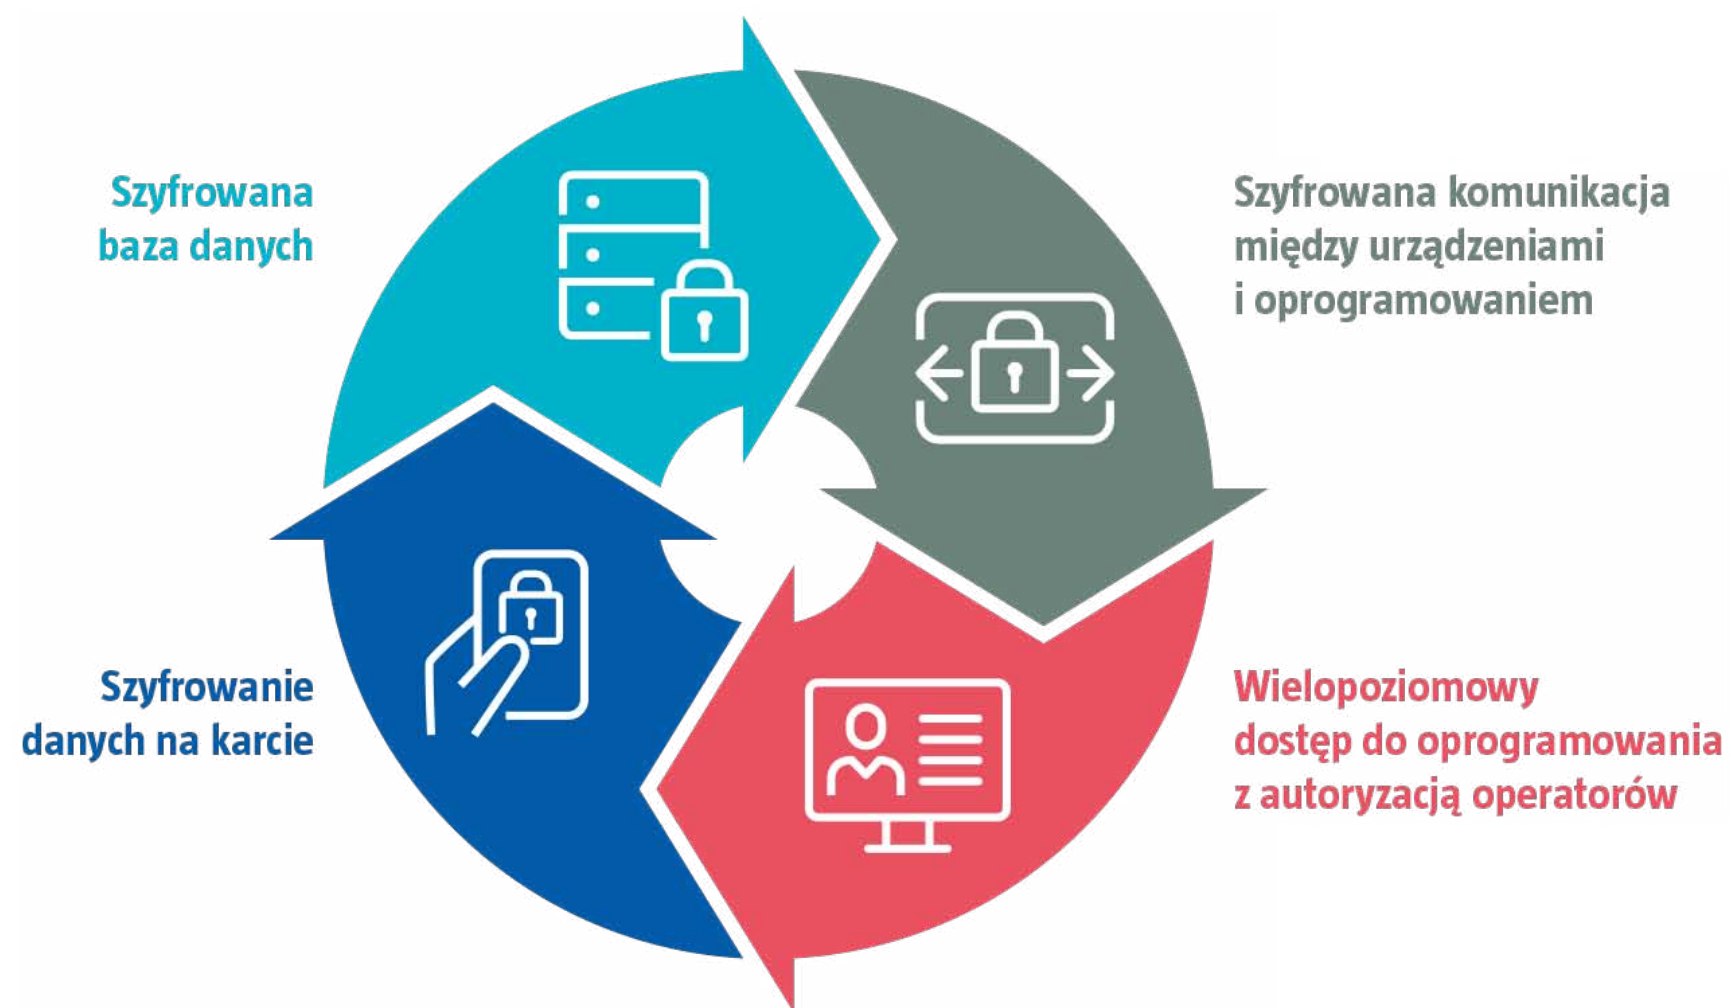 Szyfrowana
baza danych
Szyfrowana komunikacja
między urządzeniami
i oprogramowaniem
Szyfrowanie
danych na karcie
Wielopoziomowy
dostęp do oprogramowania
z autoryzacją operatorów